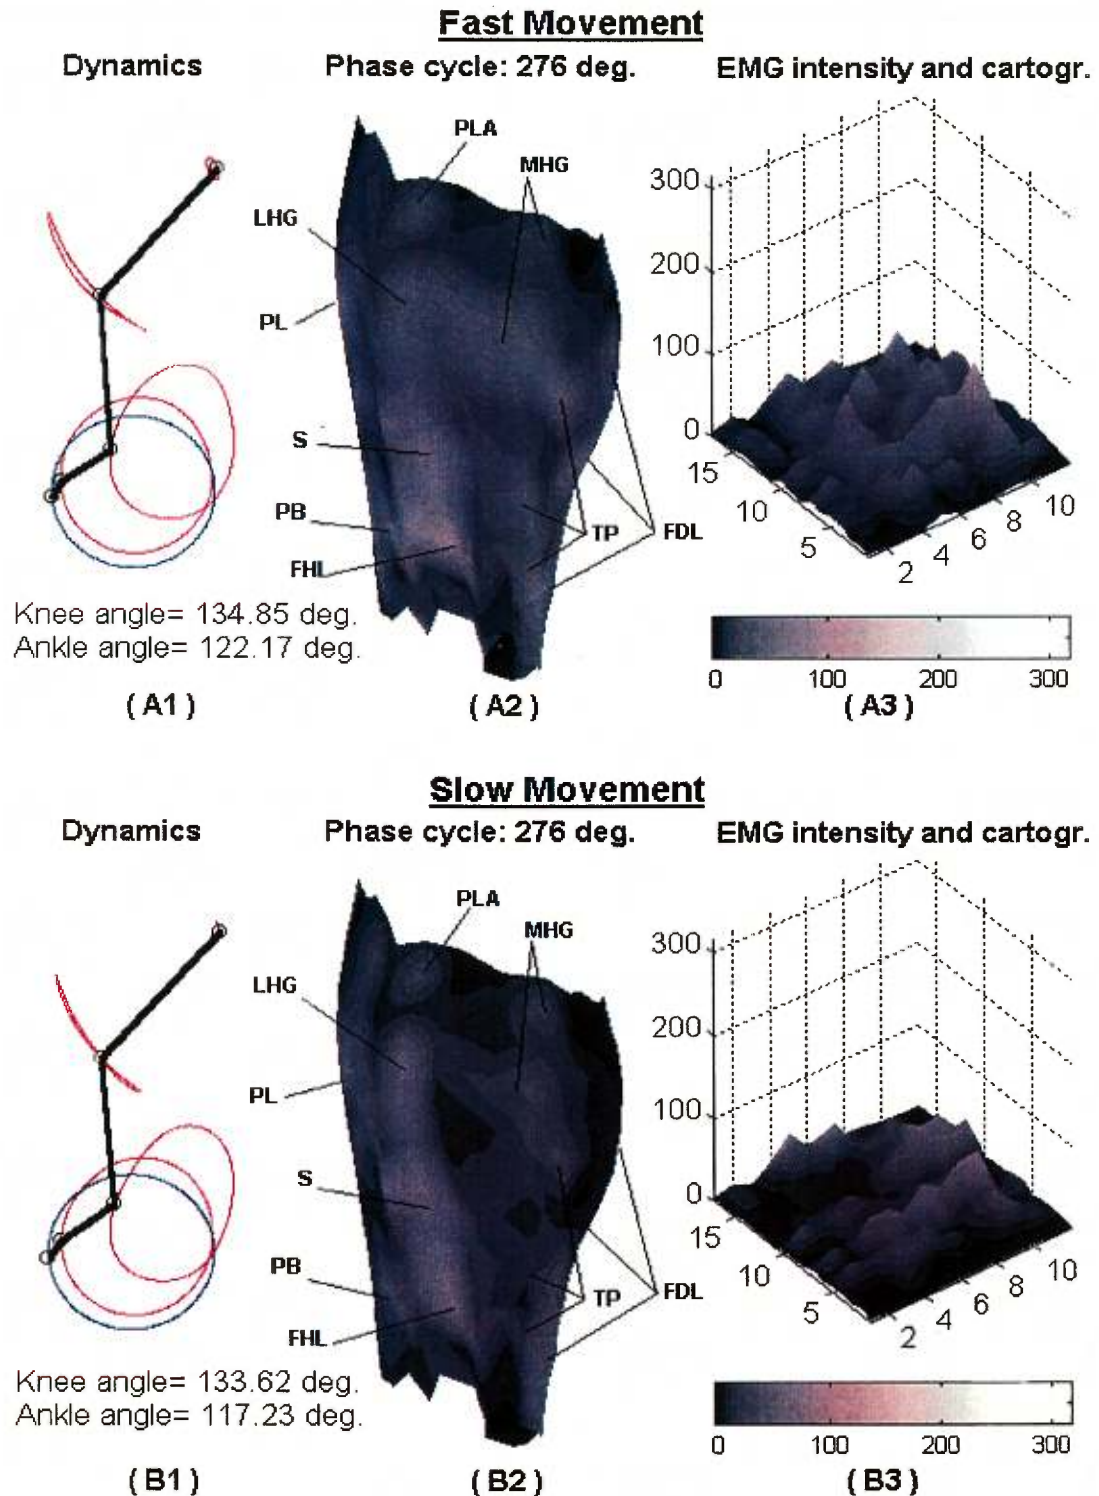 Fast Movement
Dynamics
Phase cycle: 276 deg.
EMG intensity and cartogr.
PLA
MHG
LHG
PL
S
PB
FHL
TP
FDL
300
200
100
0
15
10
5
2
4
6
8
10
Knee angle= 134.85 deg.
Ankle angle= 122.17 deg.
0
100
200
300
( A1 )
( A2 )
( A3 )
Slow Movement
Dynamics
Phase cycle: 276 deg.
EMG intensity and cartogr.
PLA
MHG
LHG
PL
S
PB
FHL
TP
FDL
300
200
100
0
15
10
5
2
4
6
8
10
Knee angle= 133.62 deg.
Ankle angle= 117.23 deg.
0
100
200
300
( B1 )
( B2 )
( B3 )